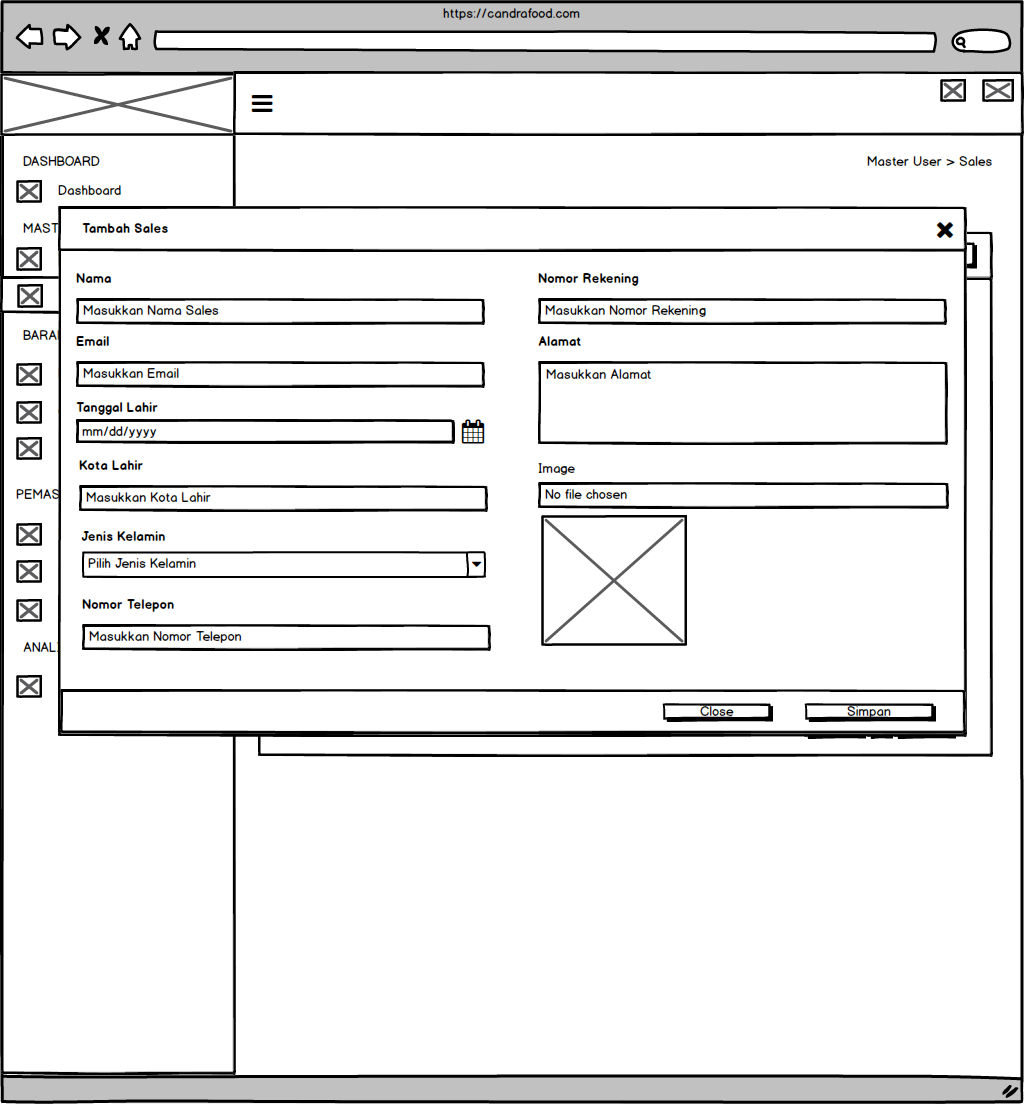 https://candrafood.com
Master User > Sales
DASHBOARD
Dashboard
MAST
BARA
PEMAS
ANAL
Tambah Sales
Nama
Masukkan Nama Sales
Email
Masukkan Email
Tanggal Lahir
mm/dd/yyyy
Kota Lahir
Masukkan Kota Lahir
Jenis Kelamin
Pilih Jenis Kelamin
Nomor Telepon
Masukkan Nomor Telepon
Nomor Rekening
Masukkan Nomor Rekening
Alamat
Masukkan Alamat
Image
No file chosen
Close
Simpan